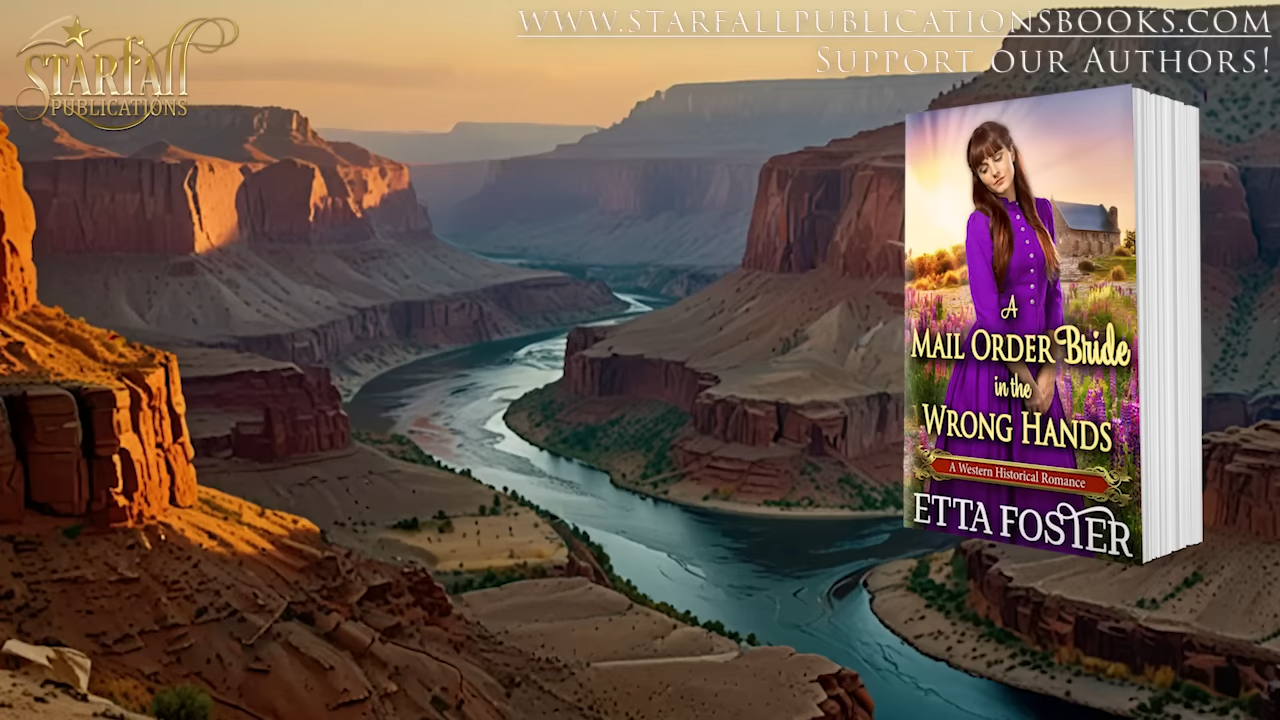 STARfall
PUBLICATIONS
www.starfallpublicationsbooks.com
Support our Authors!
A
Mail Order Bride
in the
Wrong Hands
A Western Historical Romance
ETTA FOSTER